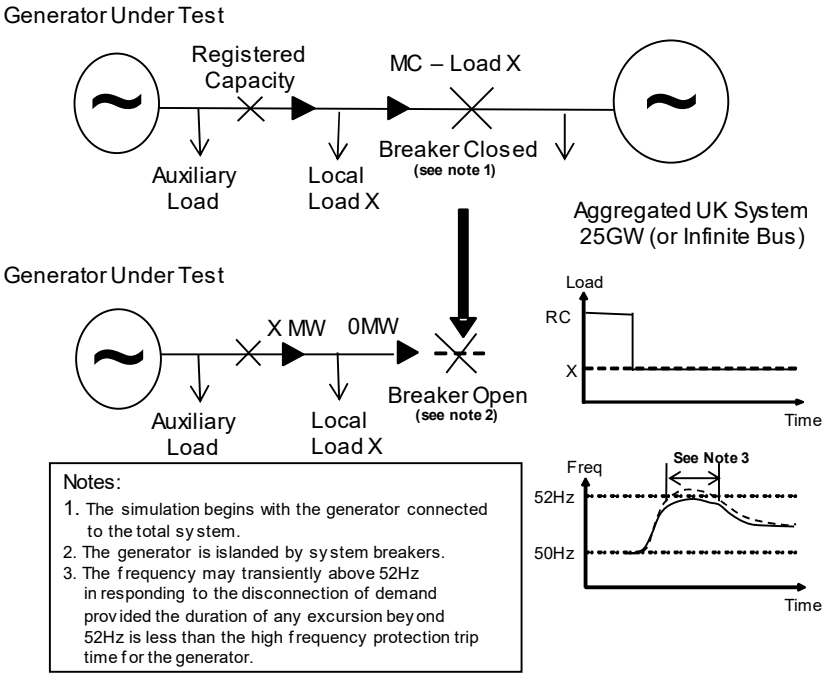 Generator Under Test
Registered
Capacity
MC – Load X
Auxiliary
Load
Local
Load X
Breaker Closed
(see note 1)
Aggregated UK System
25GW (or Infinite Bus)
Generator Under Test
X MW
0MW
Auxiliary
Load
Local
Load X
Breaker Open
(see note 2)
Load
RC
X
Time
Freq
See Note 3
52Hz
50Hz
Time
Notes:
1. The simulation begins with the generator connected
to the total system.
2. The generator is islanded by system breakers.
3. The frequency may transiently above 52Hz
in responding to the disconnection of demand
provided the duration of any excursion beyond
52Hz is less than the high frequency protection trip
time for the generator.